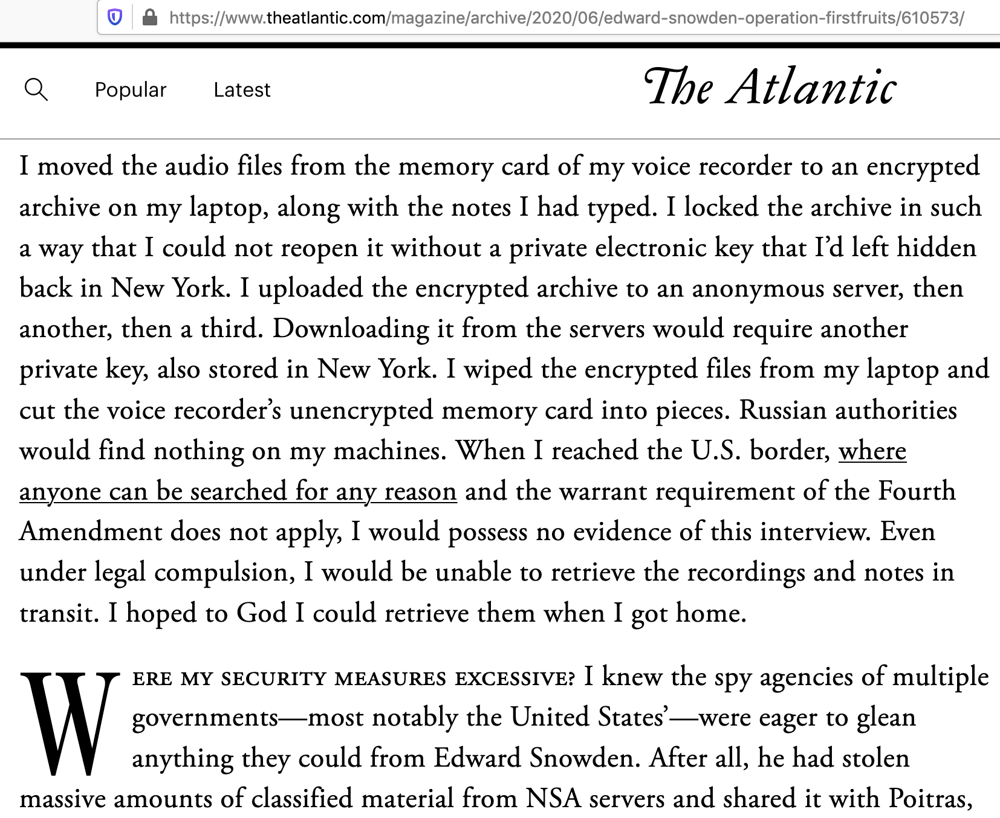 https://www.theatlantic.com/magazine/archive/2020/06/edward-snowden-operation-firstfruits/610573/
Popular Latest The Atlantic
I moved the audio files from the memory card of my voice recorder to an encrypted
archive on my laptop, along with the notes I had typed. I locked the archive in such
a way that I could not reopen it without a private electronic key that I’d left hidden
back in New York. I uploaded the encrypted archive to an anonymous server, then
another, then a third. Downloading it from the servers would require another
private key, also stored in New York. I wiped the encrypted files from my laptop and
cut the voice recorder’s unencrypted memory card into pieces. Russian authorities
would find nothing on my machines. When I reached the U.S. border, where
anyone can be searched for any reason and the warrant requirement of the Fourth
Amendment does not apply, I would possess no evidence of this interview. Even
under legal compulsion, I would be unable to retrieve the recordings and notes in
transit. I hoped to God I could retrieve them when I got home.
WERE MY SECURITY MEASURES EXCESSIVE? I knew the spy agencies of multiple
governments—most notably the United States’—were eager to glean
anything they could from Edward Snowden. After all, he had stolen
massive amounts of classified material from NSA servers and shared it with Poitras,